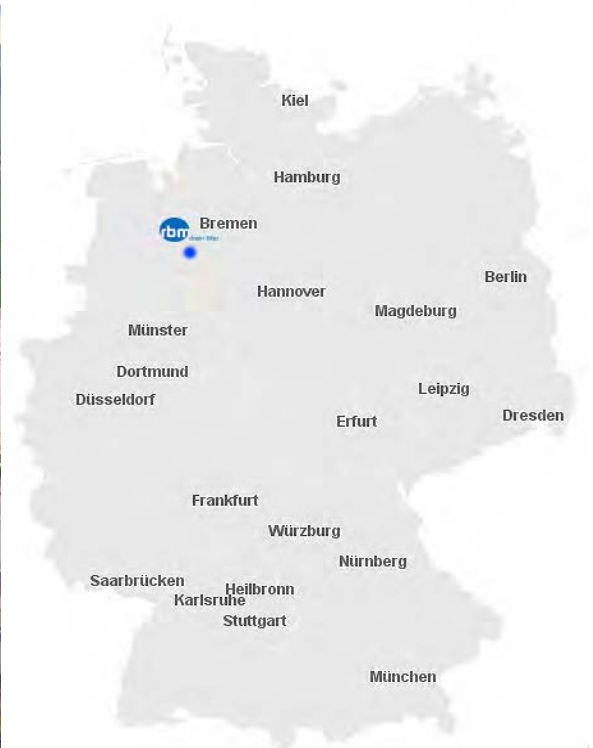 Kiel
Hamburg
Bremen
rbm
Berlin
Hannover
Magdeburg
Münster
Dortmund
Leipzig
Düsseldorf
Dresden
Erfurt
Frankfurt
Würzburg
Nürnberg
Saarbrücken
Heilbronn
Karlsruhe
Stuttgart
München